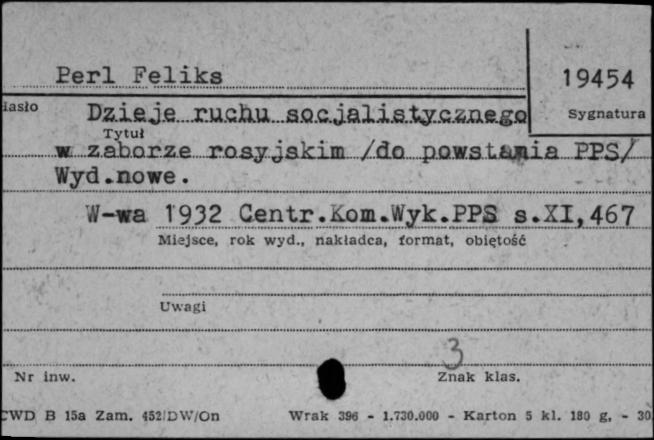 Perl Feliks
19454
iasło
Dzieje ruchu socjalistycznego
Sygnatura
Tytuł
w zaborze rosyjskim /do powstania PPS/
Wyd.nowe.
W-wa 1932 Centr.Kom.Wyk.PPS s.XI,467
Miejsce, rok wyd., nakładca, format, objętość
Uwagi
3
Nr inw.
Znak klas.
CWD B 15a Zam. 452/DW/On Wrak 396 - 1.730.000 - Karton 5 kl. 180 g. - 30